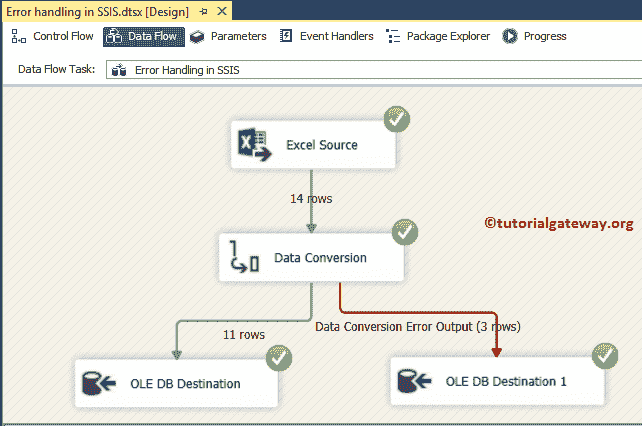 Error handling in SSIS.dtsx [Design]
Control Flow Data Flow Parameters Event Handlers Package Explorer Progress
Data Flow Task: Error Handling in SSIS
Excel Source
14 rows
©tutorialgateway.org
Data Conversion
11 rows
Data Conversion Error Output (3 rows)
OLE DB Destination
OLE DB Destination 1